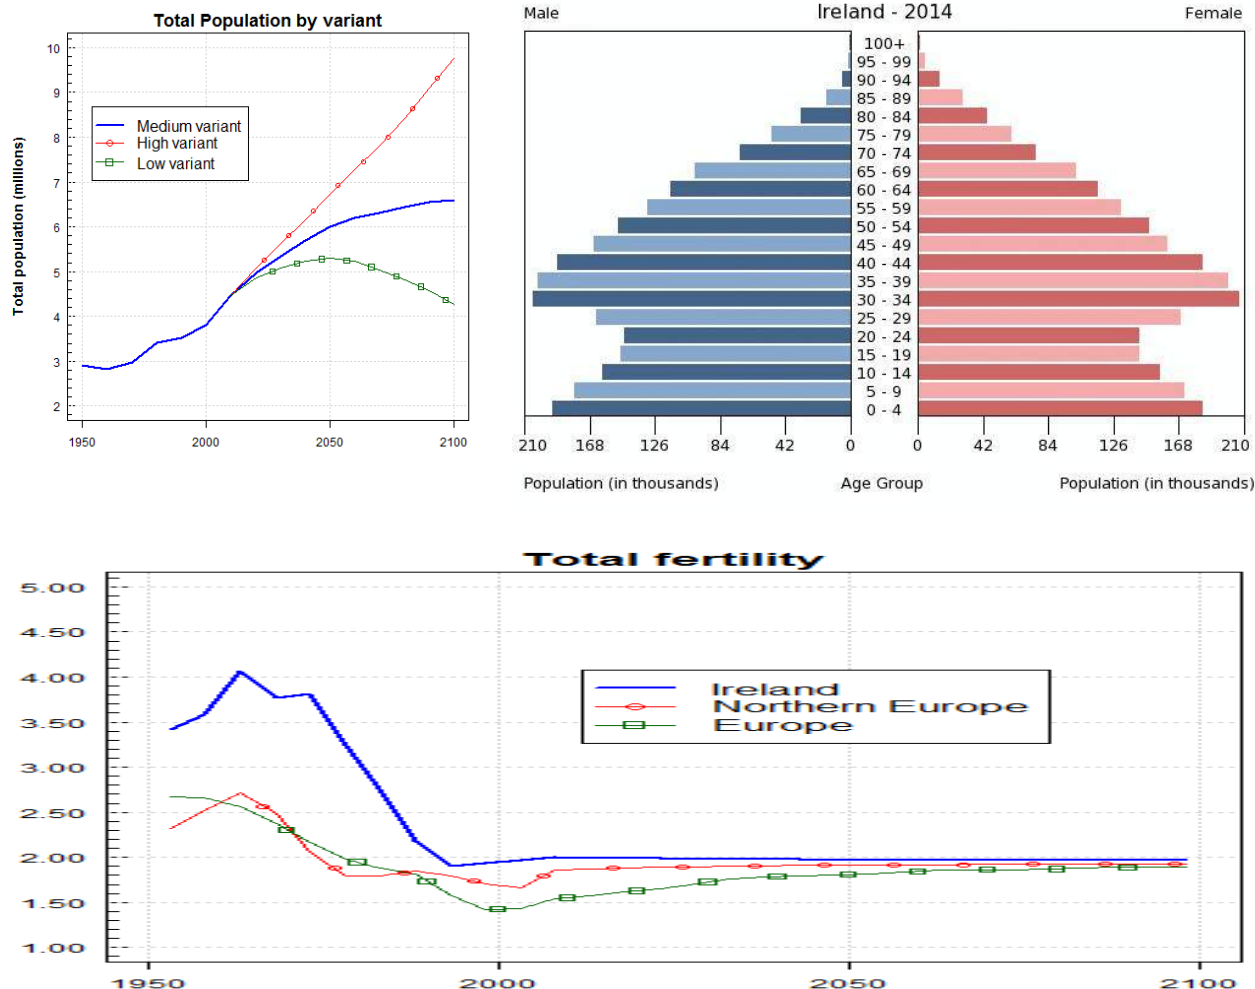 Total Population by variant
Total population (millions)
10
9
8
7
6
5
4
3
2
Medium variant
High variant
Low variant
1950 2000 2050 2100
Male Ireland - 2014 Female
100+
95 - 99
90 - 94
85 - 89
80 - 84
75 - 79
70 - 74
65 - 69
60 - 64
55 - 59
50 - 54
45 - 49
40 - 44
35 - 39
30 - 34
25 - 29
20 - 24
15 - 19
10 - 14
5 - 9
0 - 4
210 168 126 84 42 0 0 42 84 126 168 210
Population (in thousands) Age Group Population (in thousands)
Total fertility
5.00
4.50
4.00
3.50
3.00
2.50
2.00
1.50
1.00
Ireland
Northern Europe
Europe
1950 2000 2050 2100